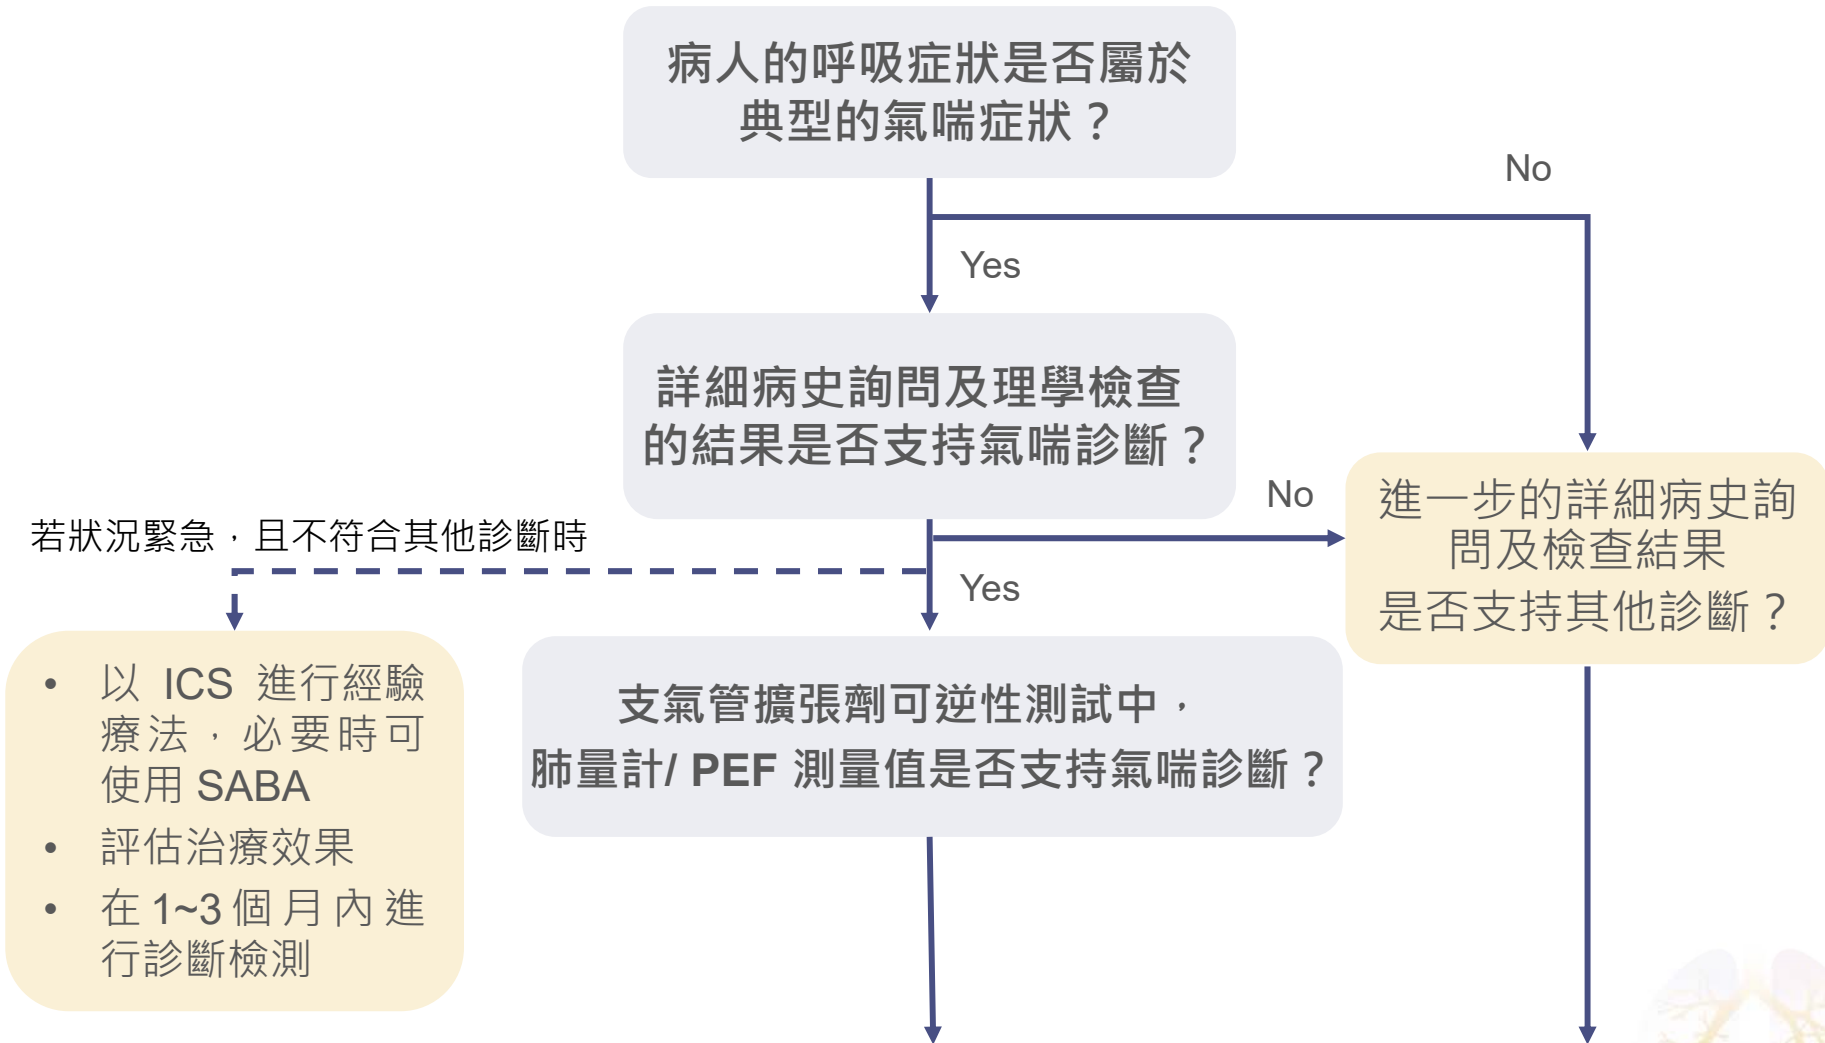 病人的呼吸症狀是否屬於
典型的氣喘症狀？
No
Yes
詳細病史詢問及理學檢查
的結果是否支持氣喘診斷？
No
進一步的詳細病史詢
問及檢查結果
是否支持其他診斷？
若狀況緊急，且不符合其他診斷時
Yes
• 以 ICS 進行經驗
療法，必要時可
使用 SABA
• 評估治療效果
• 在 1~3 個月內進
行診斷檢測
支氣管擴張劑可逆性測試中，
肺量計/ PEF 測量值是否支持氣喘診斷？